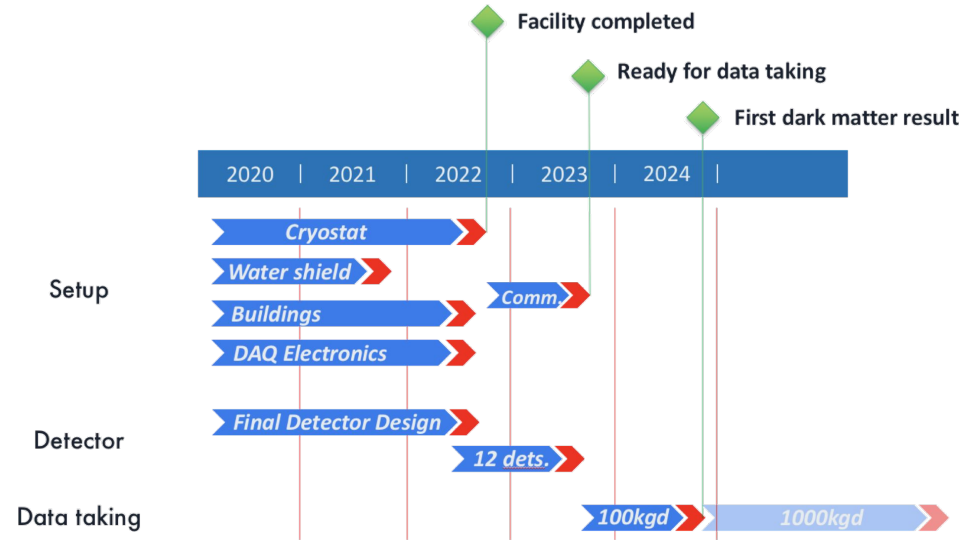 Facility completed
Ready for data taking
First dark matter result
2020 | 2021 | 2022 | 2023 | 2024 |
Cryostat
Setup
Water shield
Comm.
Buildings
DAQ Electronics
Detector
Final Detector Design
12 dets.
Data taking
100kgd
1000kgd